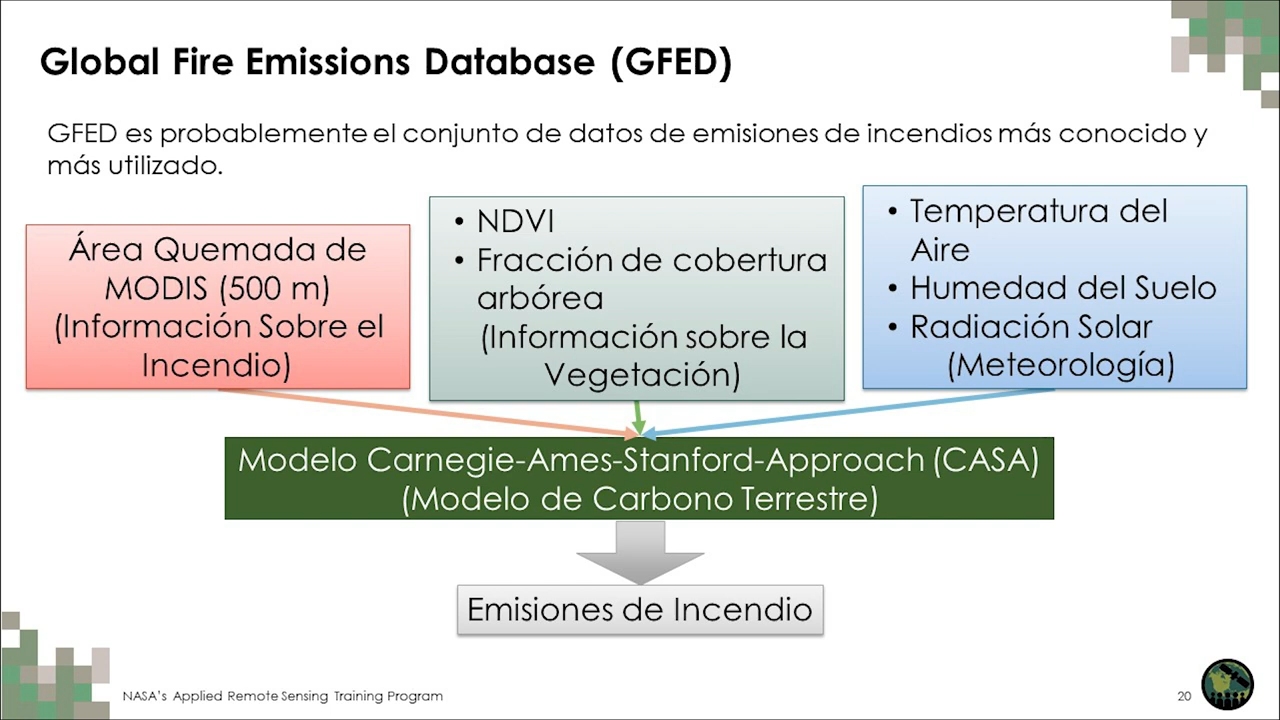 Global Fire Emissions Database (GFED)
GFED es probablemente el conjunto de datos de emisiones de incendios más conocido y
más utilizado.
Área Quemada de
MODIS (500 m)
(Información Sobre el
Incendio)
• NDVI
• Fracción de cobertura
arbórea
(Información sobre la
Vegetación)
• Temperatura del
Aire
• Humedad del Suelo
• Radiación Solar
(Meteorología)
Modelo Carnegie-Ames-Stanford-Approach (CASA)
(Modelo de Carbono Terrestre)
Emisiones de Incendio
NASA's Applied Remote Sensing Training Program
20